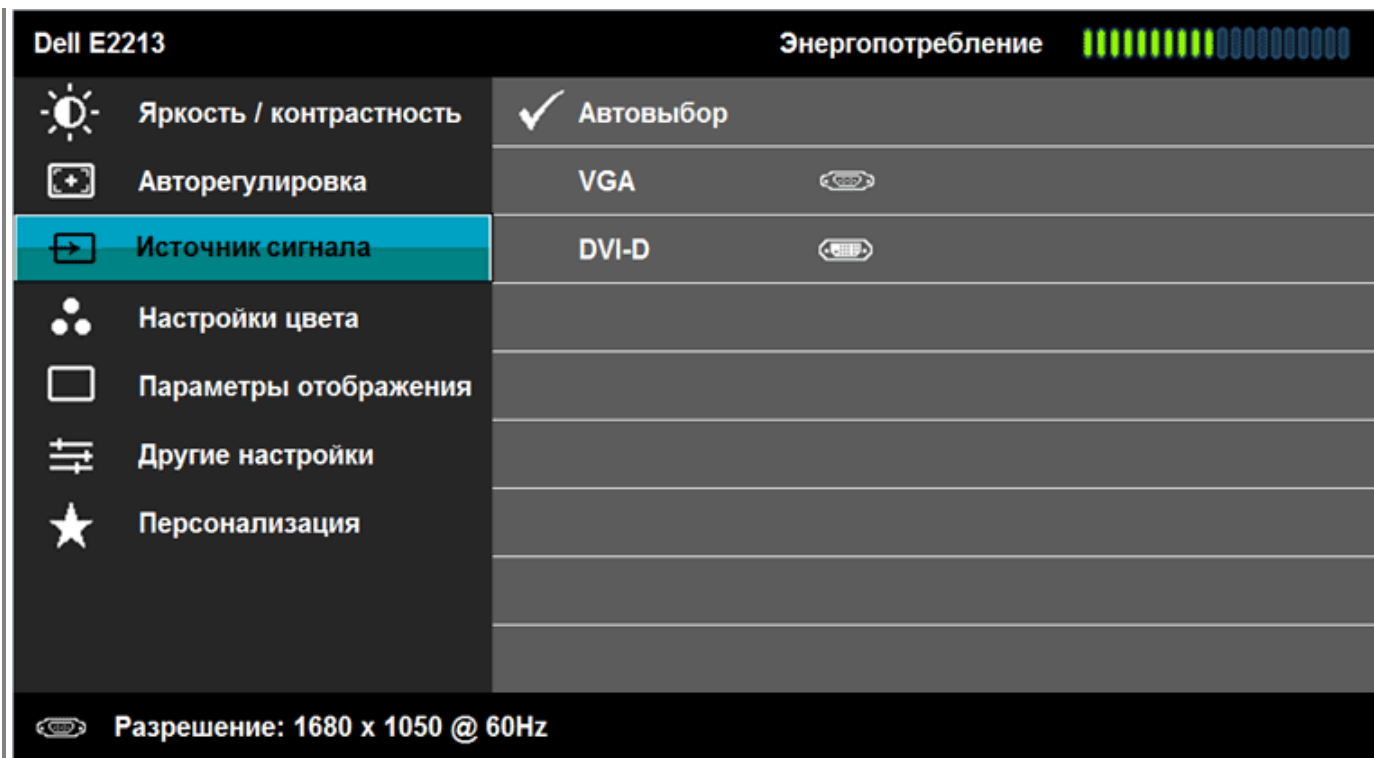 Dell E2213 Энергопотребление
Яркость / контрастность Автовыбор
Авторегулировка VGA
Источник сигнала DVI-D
Настройки цвета
Параметры отображения
Другие настройки
Персонализация
Разрешение: 1680 x 1050 @ 60Hz